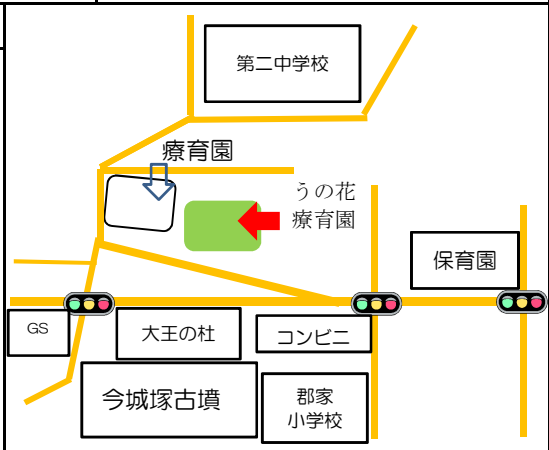 第二中学校
療育園
うの花
療育園
保育園
GS
大王の杜
コンビニ
今城塚古墳
郡家
小学校